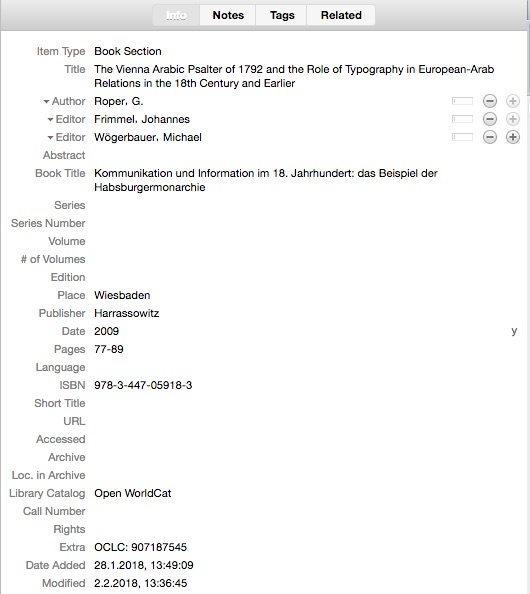 Info Notes Tags Related
Item Type Book Section
Title The Vienna Arabic Psalter of 1792 and the Role of Typography in European-Arab
Relations in the 18th Century and Earlier
Author Roper, G.
Editor Frimmel, Johannes
Editor Wögerbauer, Michael
Abstract
Book Title Kommunikation und Information im 18. Jahrhundert: das Beispiel der
Habsburgermonarchie
Series
Series Number
Volume
# of Volumes
Edition
Place Wiesbaden
Publisher Harrassowitz
Date 2009 y
Pages 77-89
Language
ISBN 978-3-447-05918-3
Short Title
URL
Accessed
Archive
Loc. in Archive
Library Catalog Open WorldCat
Call Number
Rights
Extra OCLC: 907187545
Date Added 28.1.2018, 13:49:09
Modified 2.2.2018, 13:36:45